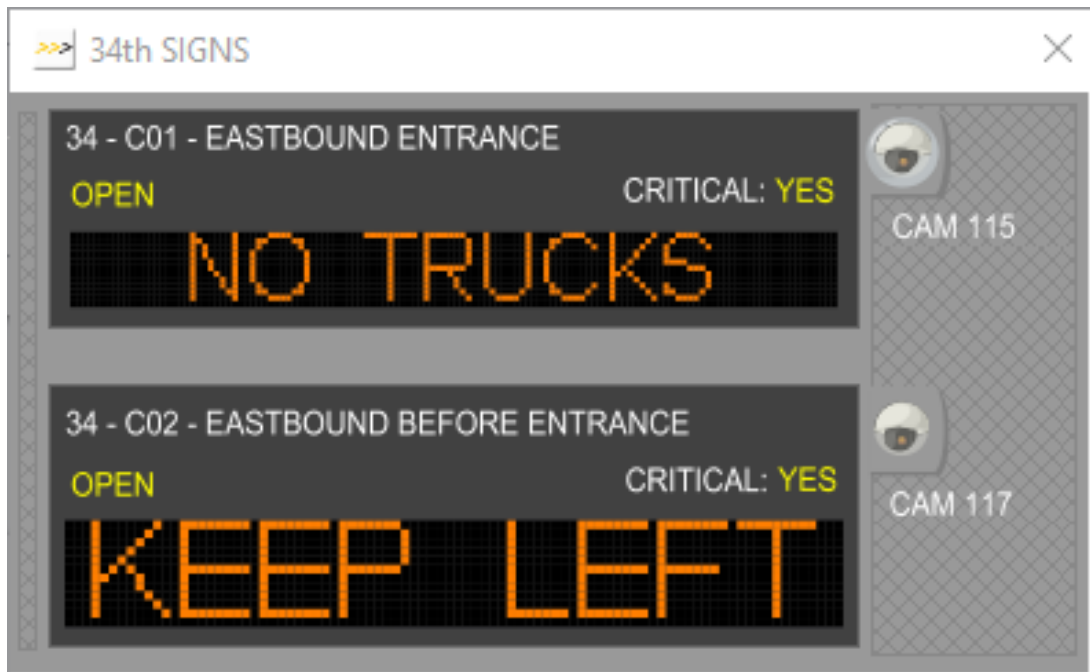 34th SIGNS
34 - C01 - EASTBOUND ENTRANCE
OPEN CRITICAL: YES
NO TRUCKS
CAM 115
34 - C02 - EASTBOUND BEFORE ENTRANCE
OPEN CRITICAL: YES
KEEP LEFT
CAM 117